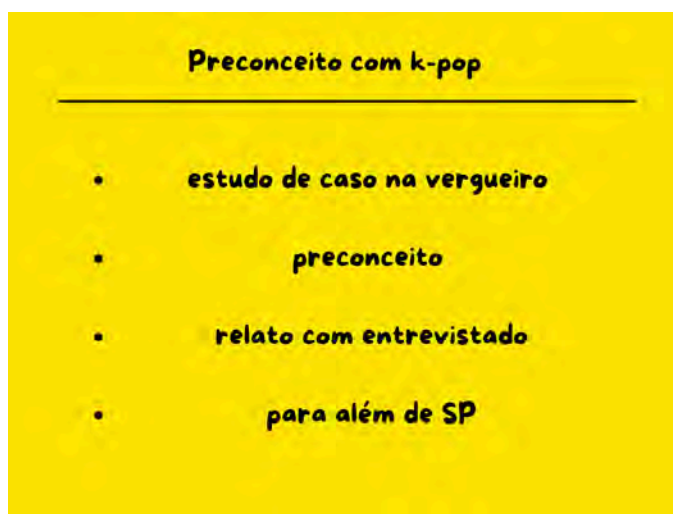 Preconceito com k-pop
• estudo de caso na vergueiro
• preconceito
• relato com entrevistado
• para além de SP